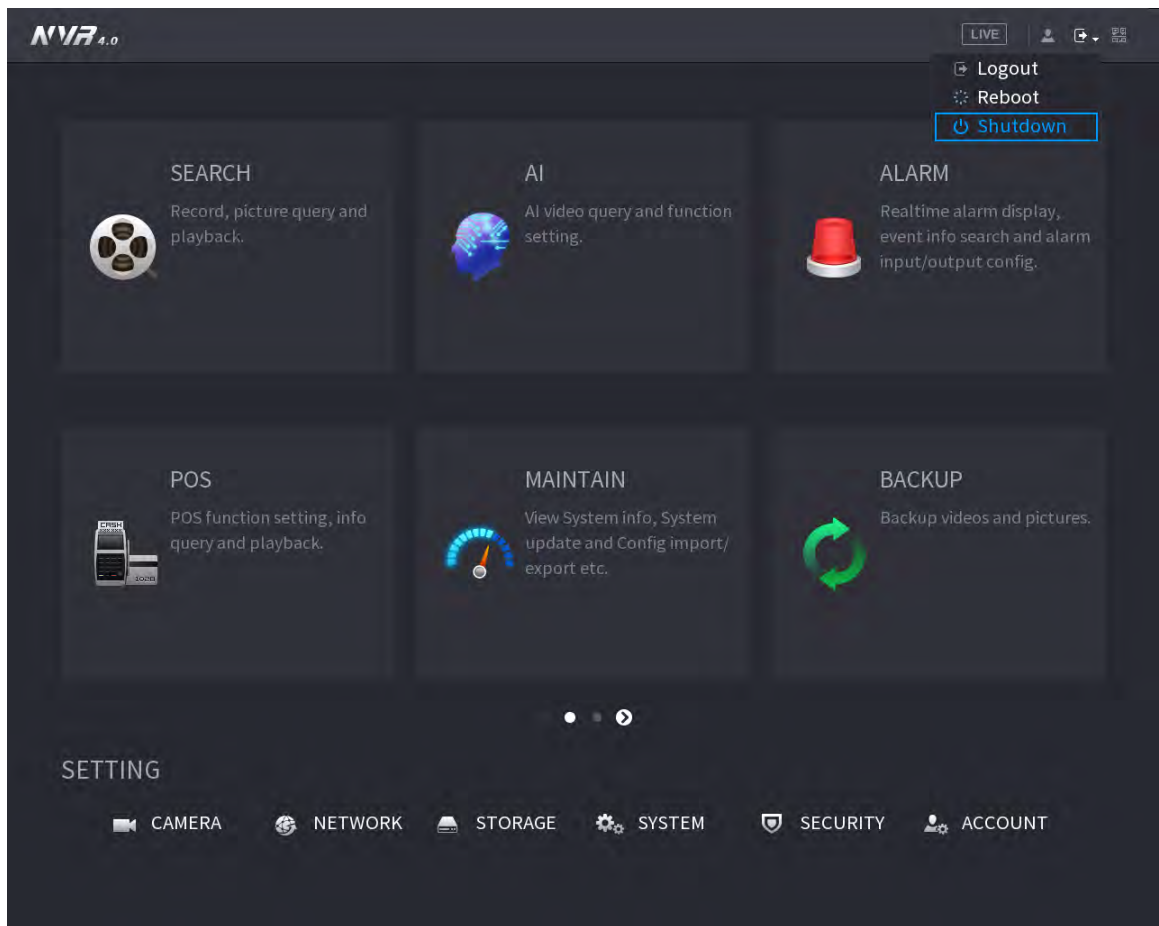 NVR 4.0
LIVE
Logout
Reboot
Shutdown
SEARCH
Record, picture query and
playback.
AI
AI video query and function
setting.
ALARM
Realtime alarm display,
event info search and alarm
input/output config.
POS
CASH
POS function setting, info
query and playback.
MAINTAIN
View System info, System
update and Config import/
export etc.
BACKUP
Backup videos and pictures.
SETTING
CAMERA
NETWORK
STORAGE
SYSTEM
SECURITY
ACCOUNT